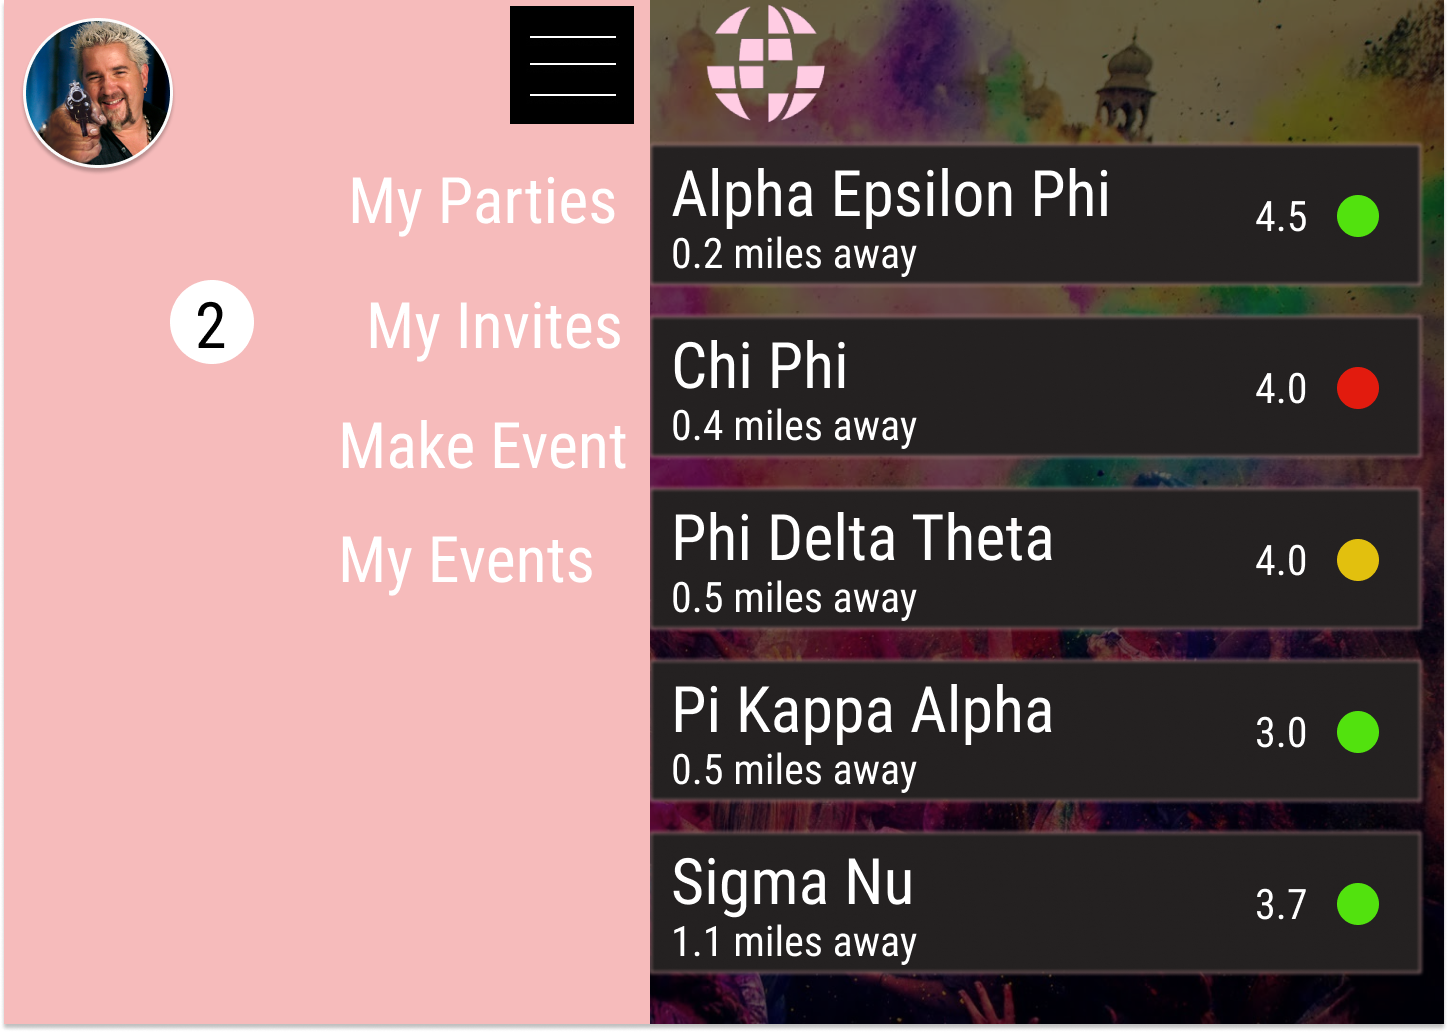 My Parties
2
My Invites
Make Event
My Events
Alpha Epsilon Phi
0.2 miles away
4.5
Chi Phi
0.4 miles away
4.0
Phi Delta Theta
0.5 miles away
4.0
Pi Kappa Alpha
0.5 miles away
3.0
Sigma Nu
1.1 miles away
3.7